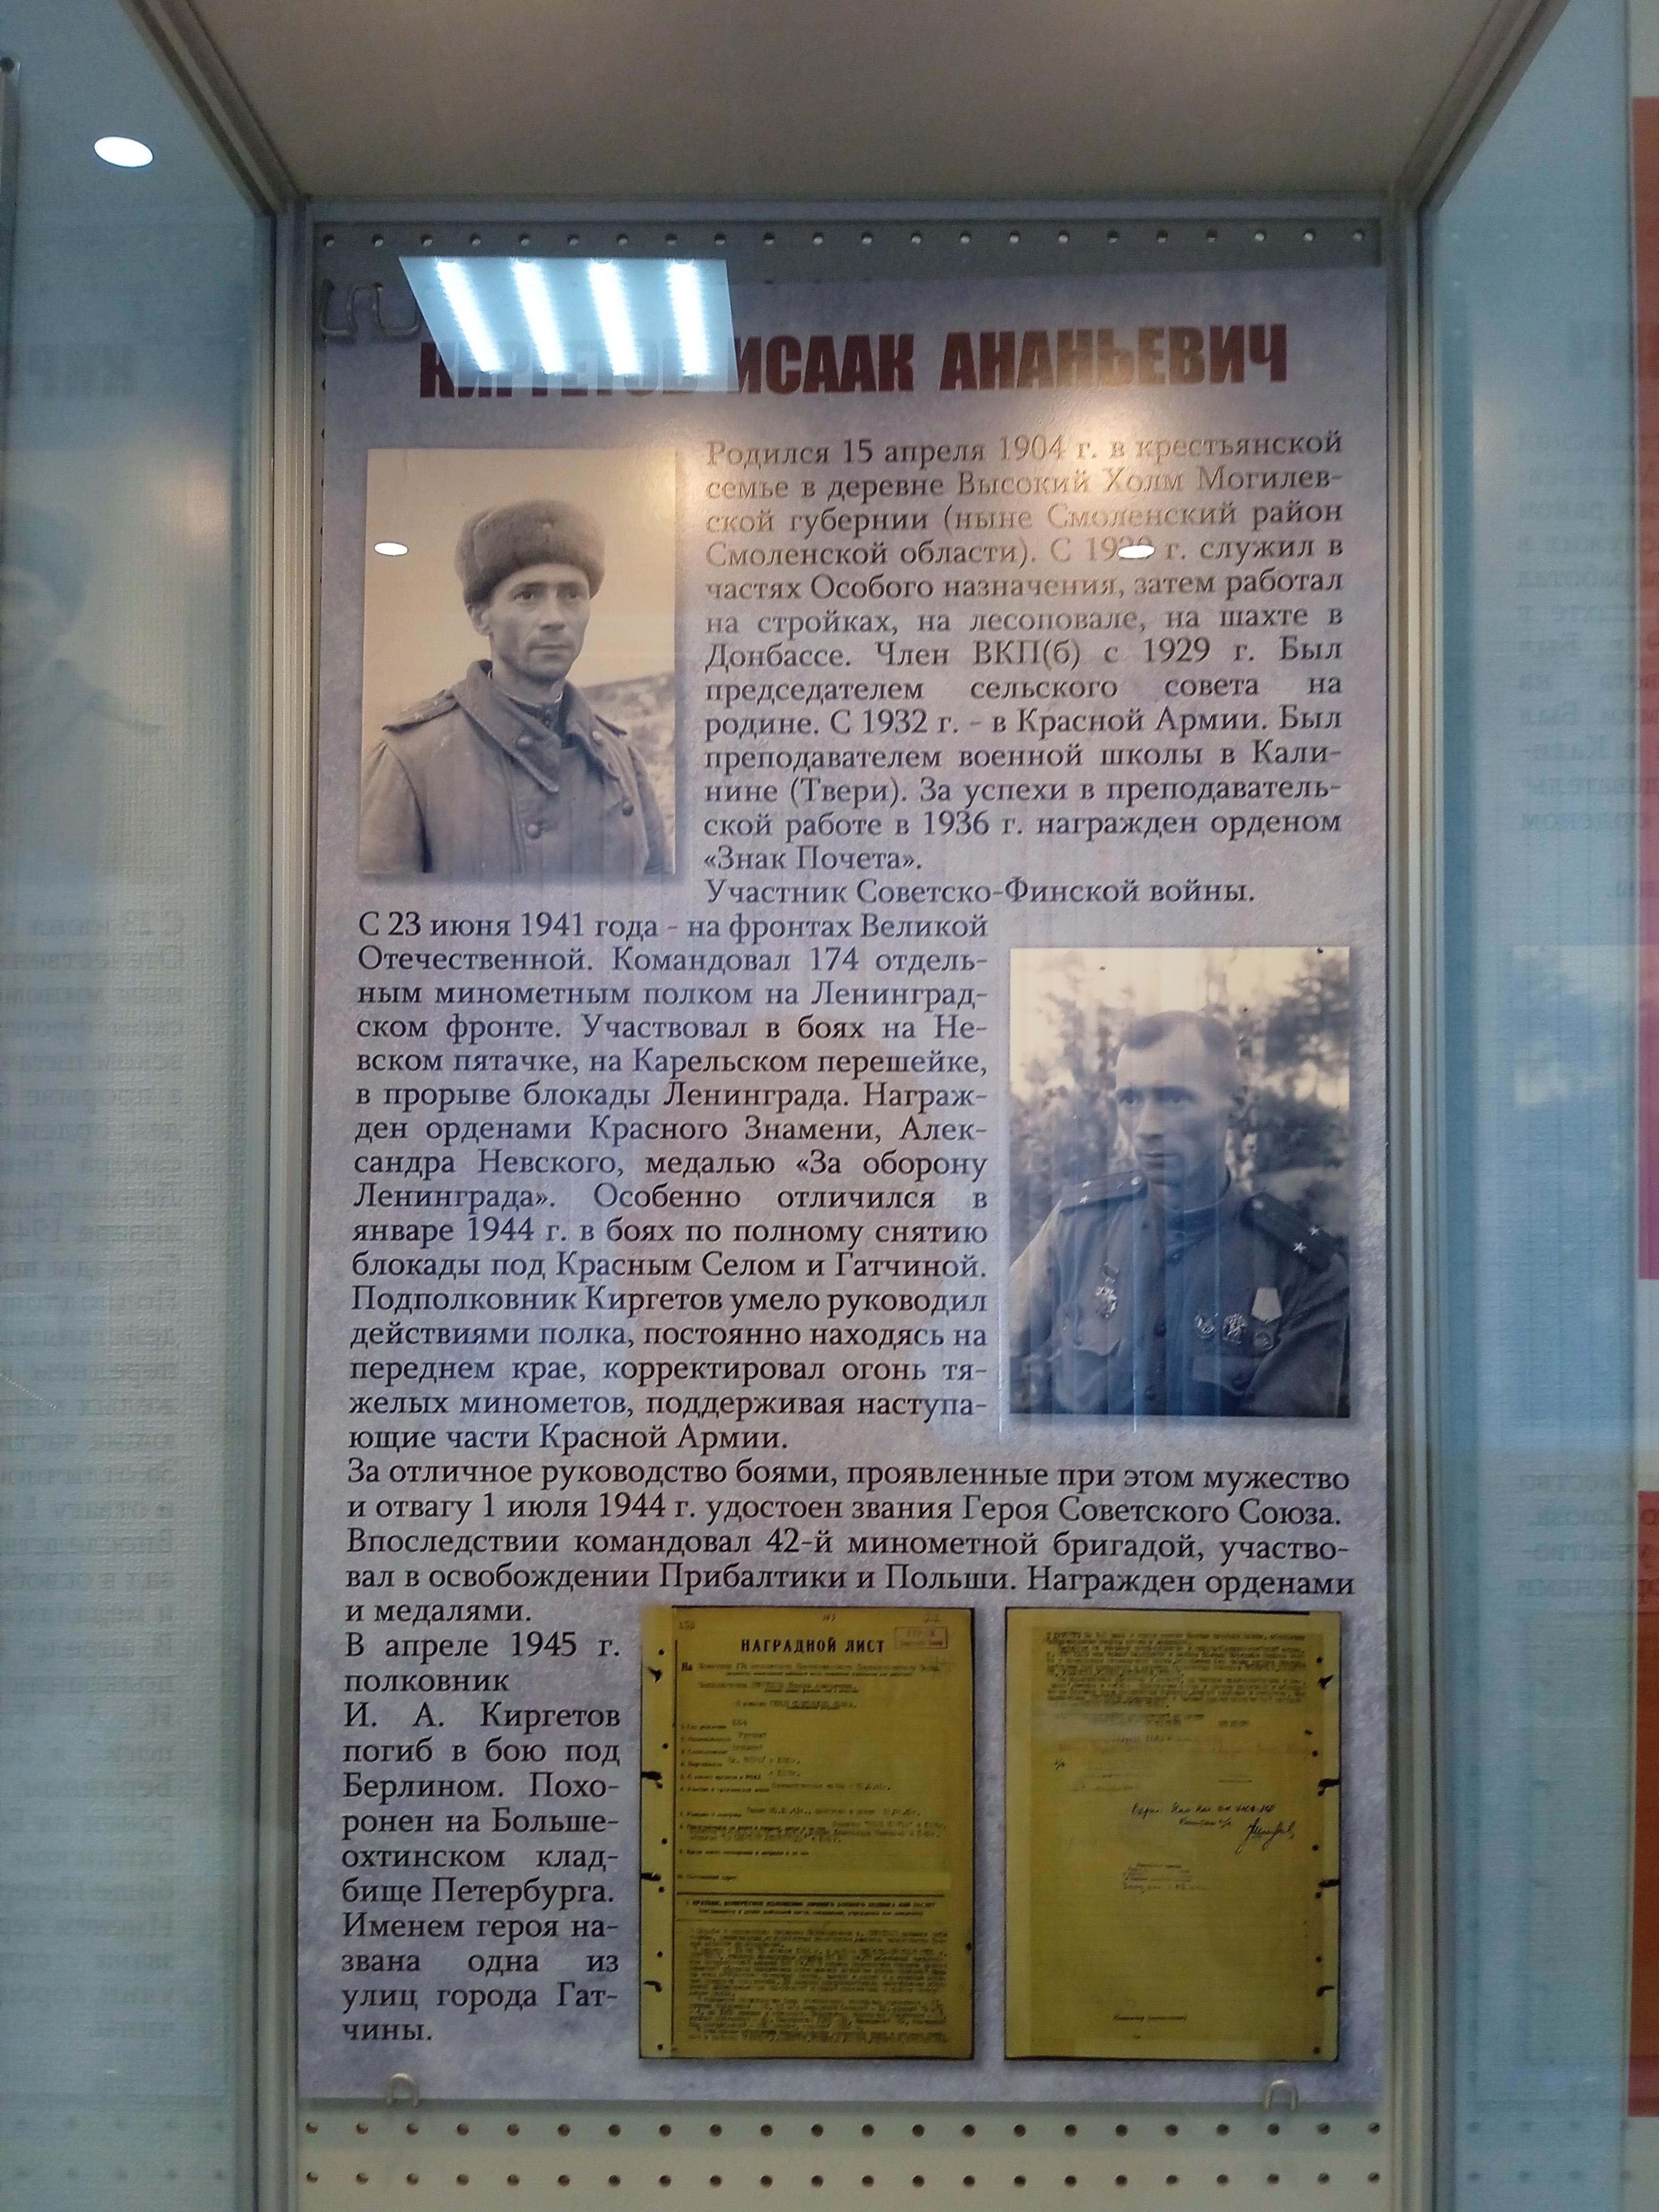 КИРГЕТОВ ИСААК АНАНЬЕВИЧ
Родился 15 апреля 1904 г. в крестьянской
семье в деревне Высокий Холм Могилев-
ской губернии (ныне Смоленский район
Смоленской области). С г. служил в
частях Особого назначения, затем работал
на стройках, на лесоповале, на шахте в
Донбассе. Член ВКП(б) с 1929 г. Был
председателем сельского совета на
родине. С 1932 г. - в Красной Армии. Был
преподавателем военной школы в Кали-
нине (Твери). За успехи в преподаватель-
ской работе в 1936 г. награжден орденом
«Знак Почета».
Участник Советско-Финской войны.
С 23 июня 1941 года - на фронтах Великой
Отечественной. Командовал 174 отдель-
ным минометным полком на Ленинград-
ском фронте. Участвовал в боях на Не-
вском пятачке, на Карельском перешейке,
в прорыве блокады Ленинграда. Награж-
ден орденами Красного Знамени, Алек-
сандра Невского, медалью «За оборону
Ленинграда». Особенно отличился в
январе 1944 г. в боях по полному снятию
блокады под Красным Селом и Гатчиной.
Подполковник Киргетов умело руководил
действиями полка, постоянно находясь на
переднем крае, корректировал огонь тя-
желых минометов, поддерживая наступа-
ющие части Красной Армии.
За отличное руководство боями, проявленные при этом мужество
и отвагу 1 июля 1944 г. удостоен звания Героя Советского Союза.
Впоследствии командовал 42-й минометной бригадой, участво-
вал в освобождении Прибалтики и Польши. Награжден орденами
и медалями.
В апреле 1945 г.
полковник
И. А. Киргетов
погиб в бою под
Берлином. Похо-
ронен на Больше-
охтинском клад-
бище Петербурга.
Именем героя на-
звана одна из
улиц города Гат-
чины.
НАГРАДНОЙ ЛИСТ
На